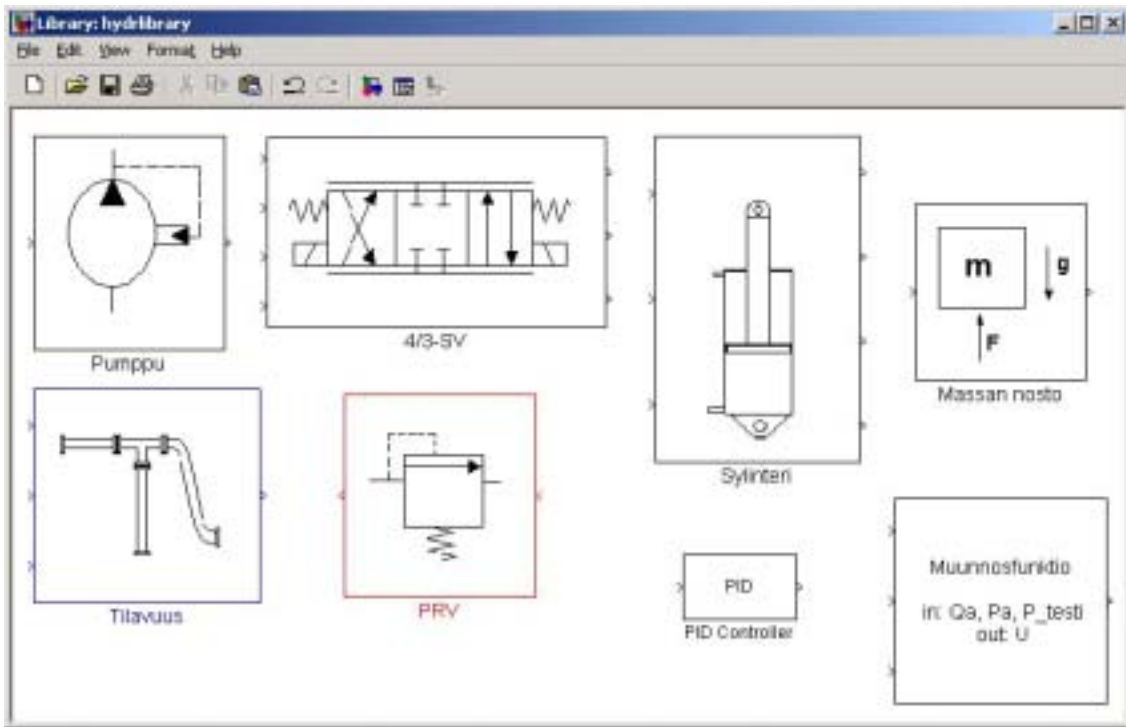 Library: hydrlibrary
File Edit View Format Help
Pumppu
4/3-SV
Sylinteri
m
g
F
Massan nosto
Tilavuus
PRV
PID
PID Controller
Muunnosfunktio
in: Qa, Pa, P_testi
out: U